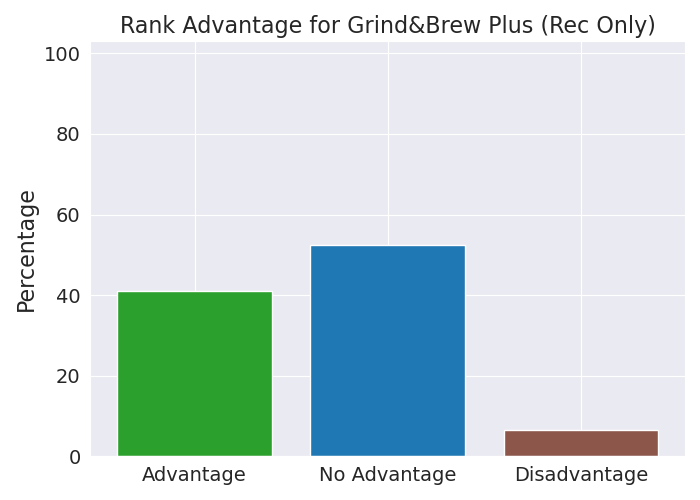 Rank Advantage for Grind&Brew Plus (Rec Only)
100
80
60
40
20
0
Percentage
Advantage
No Advantage
Disadvantage